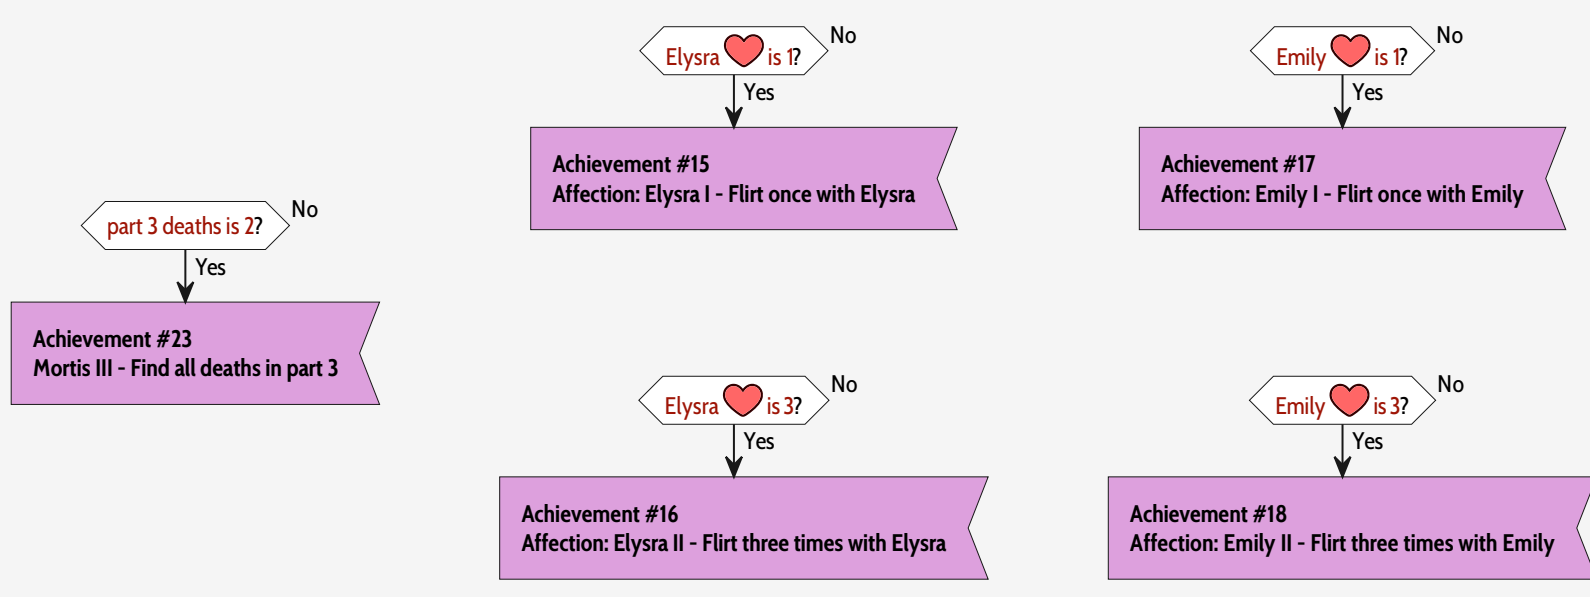 part 3 deaths is 2?
No
Yes
Achievement #23
Mortis III - Find all deaths in part 3
Elysra is 1?
No
Yes
Achievement #15
Affection: Elysra I - Flirt once with Elysra
Elysra is 3?
No
Yes
Achievement #16
Affection: Elysra II - Flirt three times with Elysra
Emily is 1?
No
Yes
Achievement #17
Affection: Emily I - Flirt once with Emily
Emily is 3?
No
Yes
Achievement #18
Affection: Emily II - Flirt three times with Emily